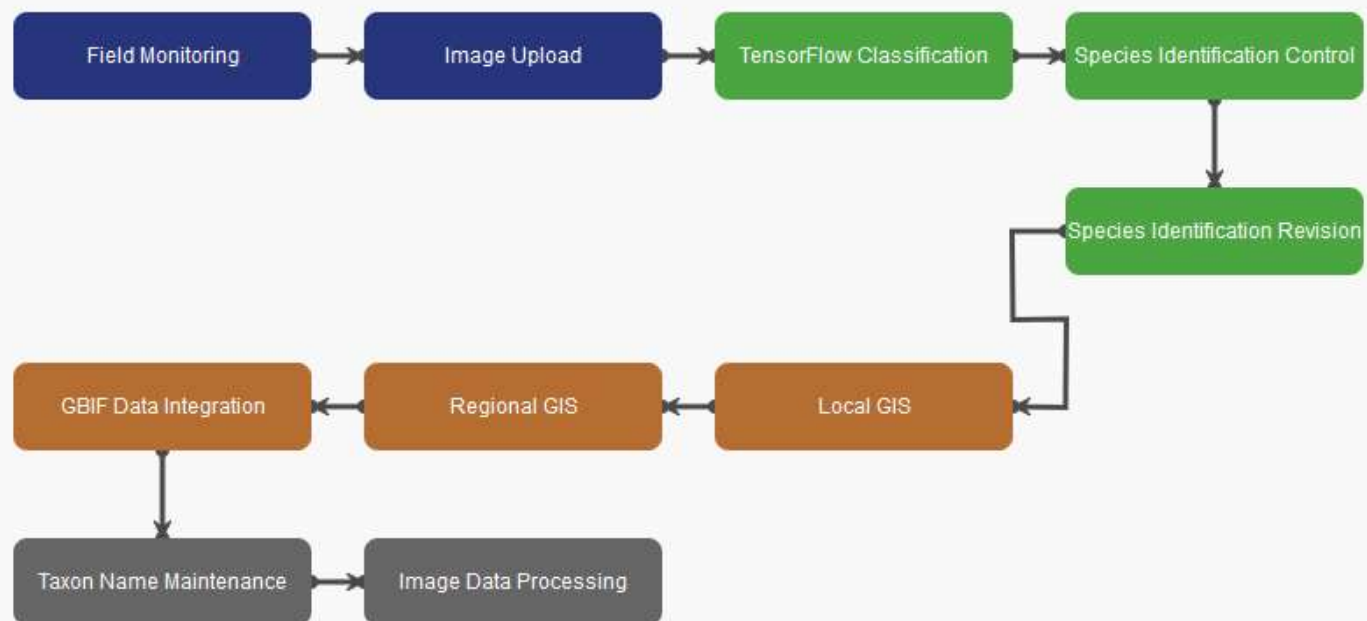 Field Monitoring
Image Upload
TensorFlow Classification
Species Identification Control
Species Identification Revision
Local GIS
Regional GIS
GBIF Data Integration
Taxon Name Maintenance
Image Data Processing